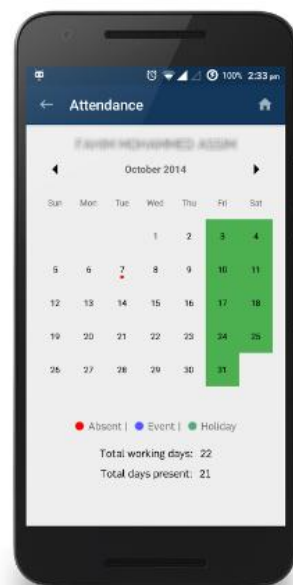 100% 2:33 pm
Attendance
October 2014
Sun Mon Tue Wed Thu Fri Sat
1 2 3 4
5 6 7 8 9 10 11
12 13 14 15 16 17 18
19 20 21 22 23 24 25
26 27 28 29 30 31
Absent | Event | Holiday
Total working days: 22
Total days present: 21